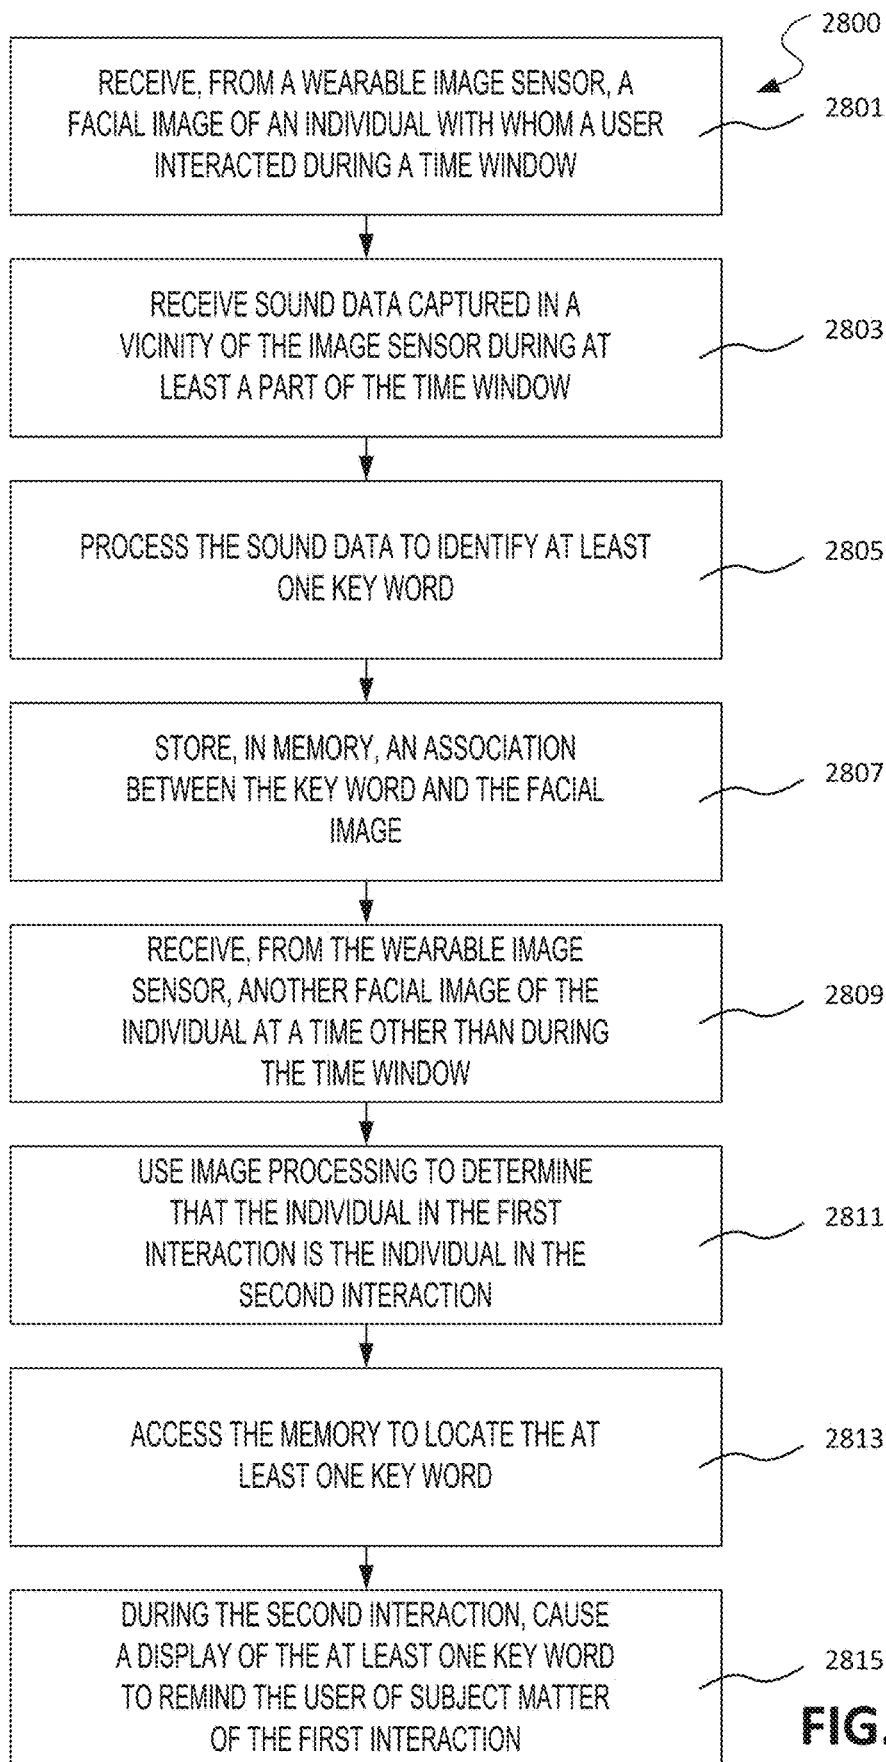 2800
RECEIVE, FROM A WEARABLE IMAGE SENSOR, A
FACIAL IMAGE OF AN INDIVIDUAL WITH WHOM A USER
INTERACTED DURING A TIME WINDOW
2801
RECEIVE SOUND DATA CAPTURED IN A
VICINITY OF THE IMAGE SENSOR DURING AT
LEAST A PART OF THE TIME WINDOW
2803
PROCESS THE SOUND DATA TO IDENTIFY AT LEAST
ONE KEY WORD
2805
STORE, IN MEMORY, AN ASSOCIATION
BETWEEN THE KEY WORD AND THE FACIAL
IMAGE
2807
RECEIVE, FROM THE WEARABLE IMAGE
SENSOR, ANOTHER FACIAL IMAGE OF THE
INDIVIDUAL AT A TIME OTHER THAN DURING
THE TIME WINDOW
2809
USE IMAGE PROCESSING TO DETERMINE
THAT THE INDIVIDUAL IN THE FIRST
INTERACTION IS THE INDIVIDUAL IN THE
SECOND INTERACTION
2811
ACCESS THE MEMORY TO LOCATE THE AT
LEAST ONE KEY WORD
2813
DURING THE SECOND INTERACTION, CAUSE
A DISPLAY OF THE AT LEAST ONE KEY WORD
TO REMIND THE USER OF SUBJECT MATTER
OF THE FIRST INTERACTION
2815
FIG.